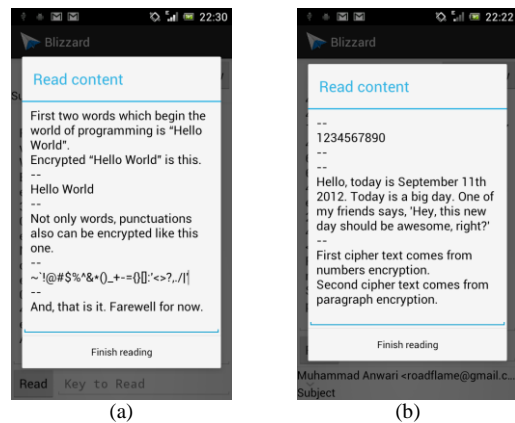 22:30
Blizzard
Read content
First two words which begin the
world of programming is “Hello
World”.
Encrypted “Hello World” is this.
--
Hello World
--
Not only words, punctuations
also can be encrypted like this
one.
--
~`!@#$%^&*()_+-={}[]:'<>?,./|'
--
And, that is it. Farewell for now.
Finish reading
Read
Key to Read
(a)
22:22
Blizzard
Read content
--
1234567890
--
--
Hello, today is September 11th
2012. Today is a big day. One of
my friends says, 'Hey, this new
day should be awesome, right?'
--
First cipher text comes from
numbers encryption.
Second cipher text comes from
paragraph encryption.
Finish reading
Muhammad Anwari <roadflame@gmail.c...
Subject
(b)